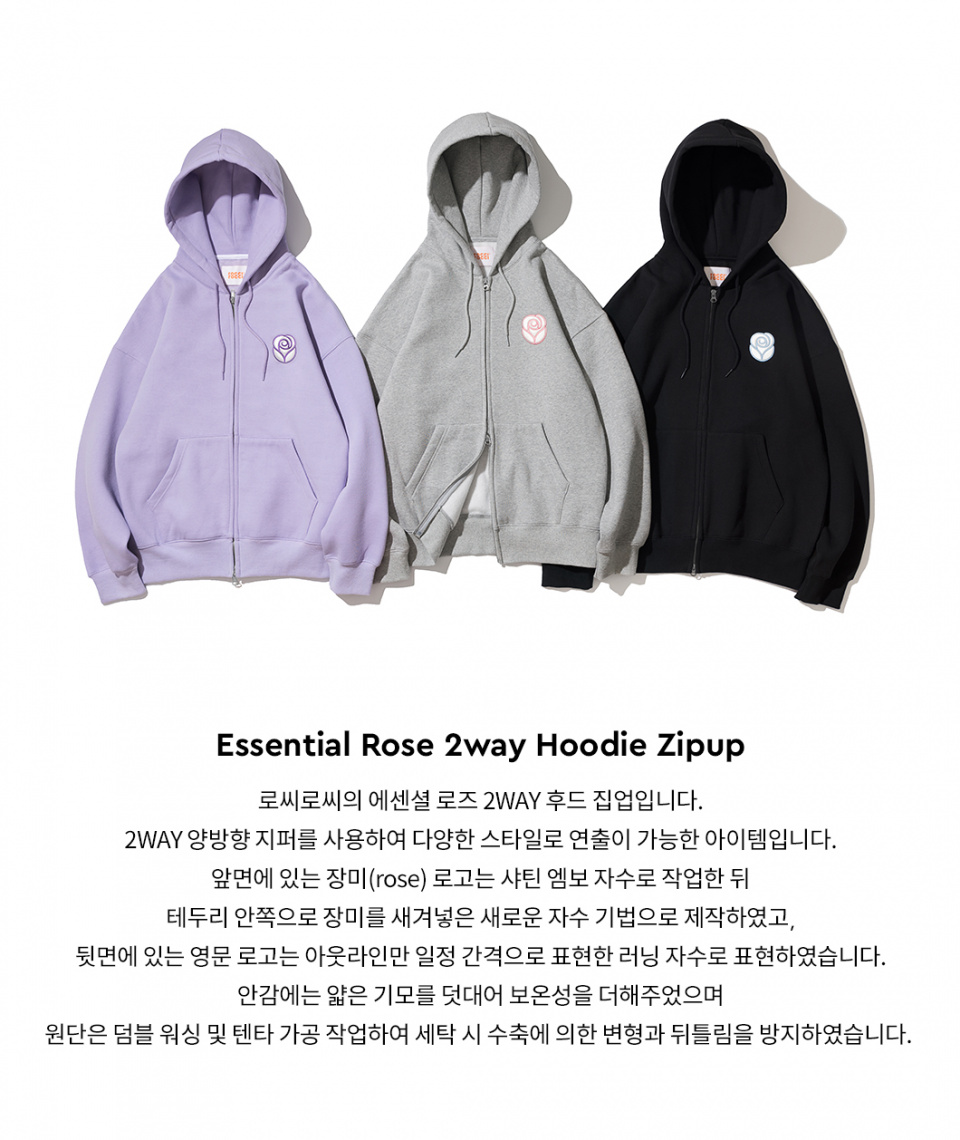 Essential Rose 2way Hoodie Zipup
로씨로씨의 에센셜 로즈 2WAY 후드 집업입니다.
2WAY 양방향 지퍼를 사용하여 다양한 스타일로 연출이 가능한 아이템입니다.
앞면에 있는 장미(rose) 로고는 샤틴 엠보 자수로 작업한 뒤
테두리 안쪽으로 장미를 새겨넣은 새로운 자수 기법으로 제작하였고,
뒷면에 있는 영문 로고는 아웃라인만 일정 간격으로 표현한 러닝 자수로 표현하였습니다.
안감에는 얇은 기모를 덧대어 보온성을 더해주었으며
원단은 덤블 워싱 및 텐타 가공 작업하여 세탁 시 수축에 의한 변형과 뒤틀림을 방지하였습니다.